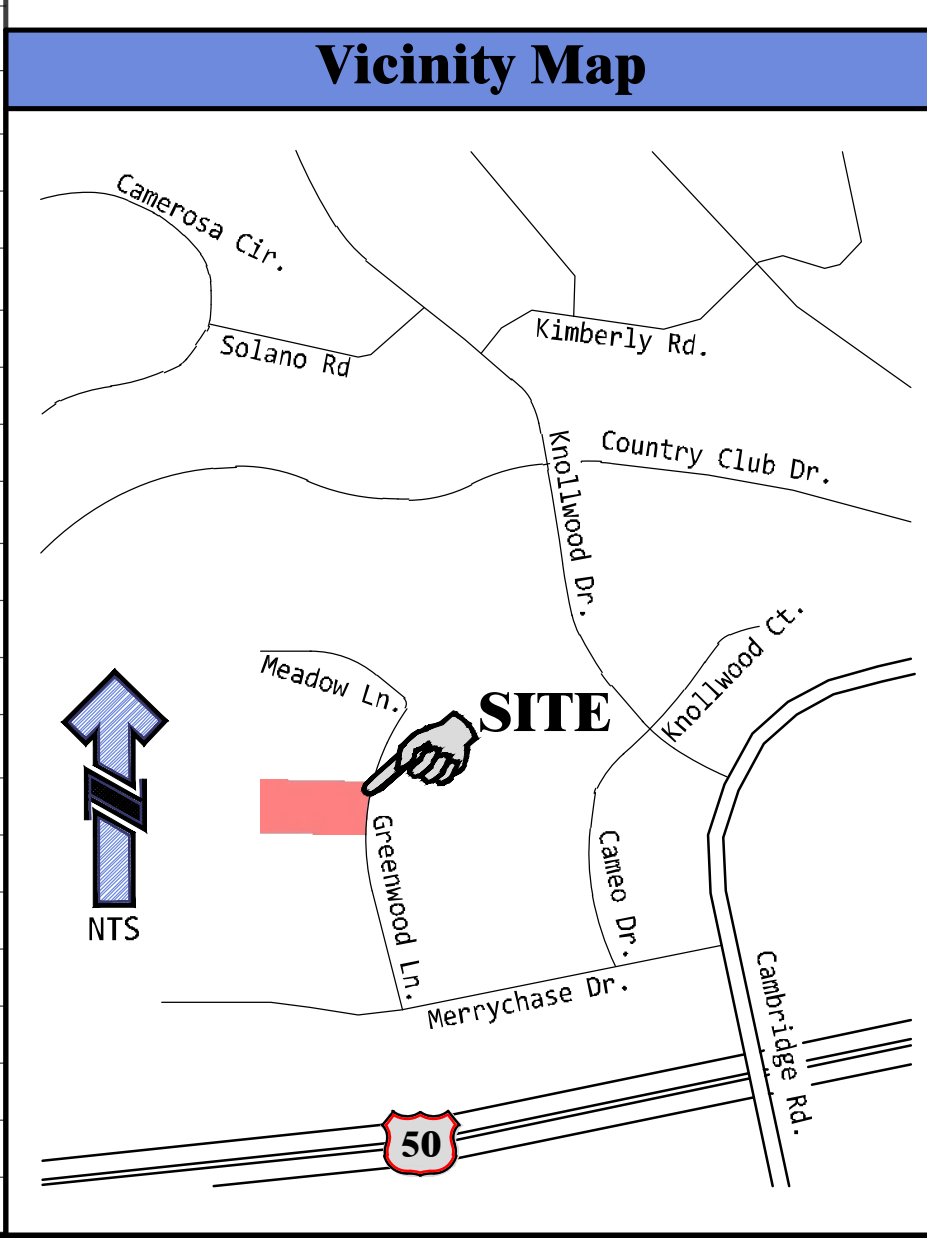 Vicinity Map
Camerosa Cir.
Solano Rd
Kimberly Rd.
Knollwood Dr.
Country Club Dr.
Knollwood Ct.
Meadow Ln.
SITE
Greenwood Ln.
Cameo Dr.
NTS
Merrychase Dr.
Cambridge Rd.
50